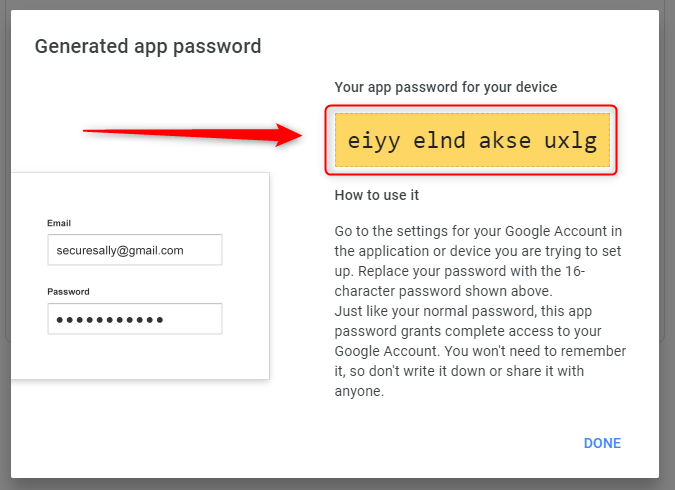 Generated app password
Your app password for your device
eiyy elnd akse uxlg
Email
securesally@gmail.com
Password
How to use it
Go to the settings for your Google Account in
the application or device you are trying to set
up. Replace your password with the 16-
character password shown above.
Just like your normal password, this app
password grants complete access to your
Google Account. You won't need to remember
it, so don't write it down or share it with
anyone.
DONE